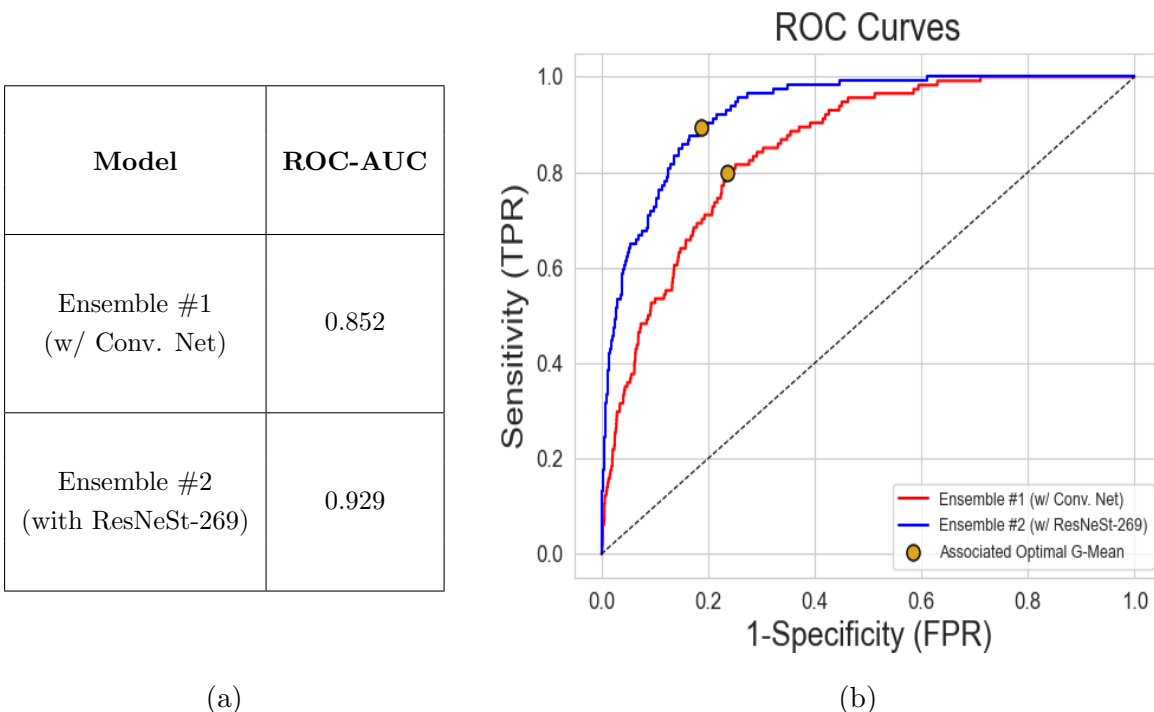 Model
ROC-AUC
Ensemble #1
(w/ Conv. Net)
0.852
Ensemble #2
(with ResNeSt-269)
0.929
(a)
ROC Curves
Sensitivity (TPR)
1.0
0.8
0.6
0.4
0.2
0.0
Ensemble #1 (w/ Conv. Net)
Ensemble #2 (w/ ResNeSt-269)
Associated Optimal G-Mean
0.0
0.2
0.4
0.6
0.8
1.0
1-Specificity (FPR)
(b)